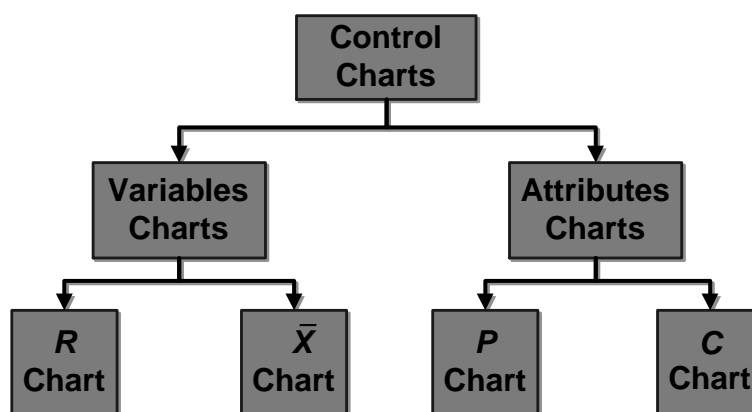 Control
Charts
Variables
Charts
Attributes
Charts
R
Chart
X̄
Chart
P
Chart
C
Chart